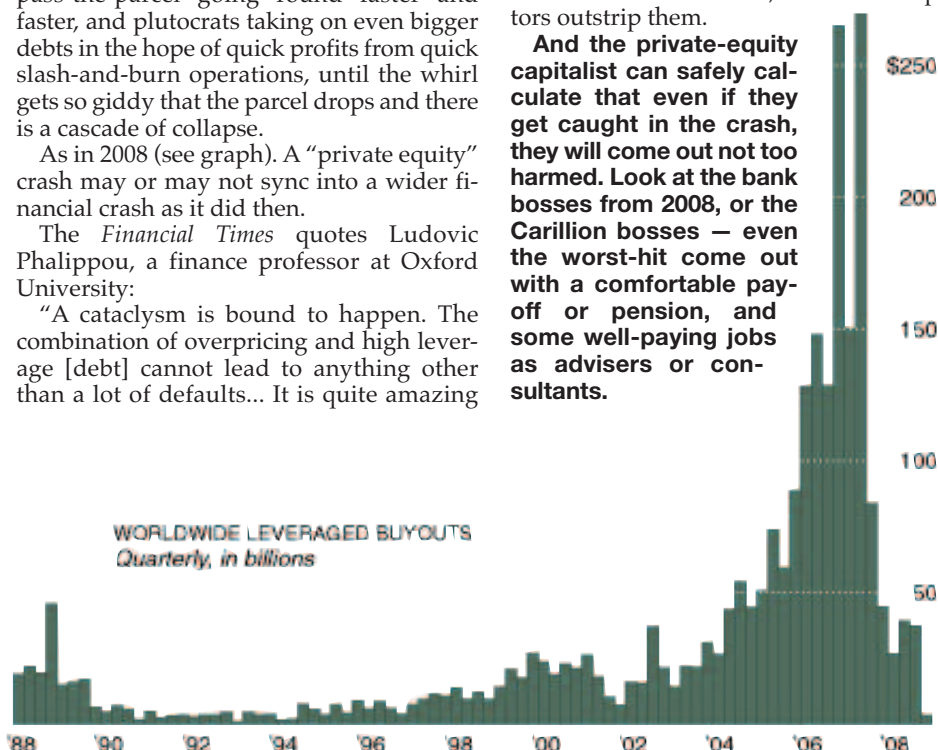 pass-the-parcel going round faster and
faster, and plutocrats taking on even bigger
debts in the hope of quick profits from quick
slash-and-burn operations, until the whirl
gets so giddy that the parcel drops and there
is a cascade of collapse.
As in 2008 (see graph). A “private equity”
crash may or may not sync into a wider fi-
nancial crash as it did then.
The Financial Times quotes Ludovic
Phalippou, a finance professor at Oxford
University:
“A cataclysm is bound to happen. The
combination of overpricing and high lever-
age [debt] cannot lead to anything other
than a lot of defaults... It is quite amazing
tors outstrip them.
And the private-equity
capitalist can safely cal-
culate that even if they
get caught in the crash,
they will come out not too
harmed. Look at the bank
bosses from 2008, or the
Carillion bosses — even
the worst-hit come out
with a comfortable pay-
off or pension, and
some well-paying jobs
as advisers or con-
sultants.
WORLDWIDE LEVERAGED BUYOUTS
Quarterly, in billions
$250
200
150
100
50
'88 '90 '92 '94 '96 '98 '00 '02 '04 '06 '08